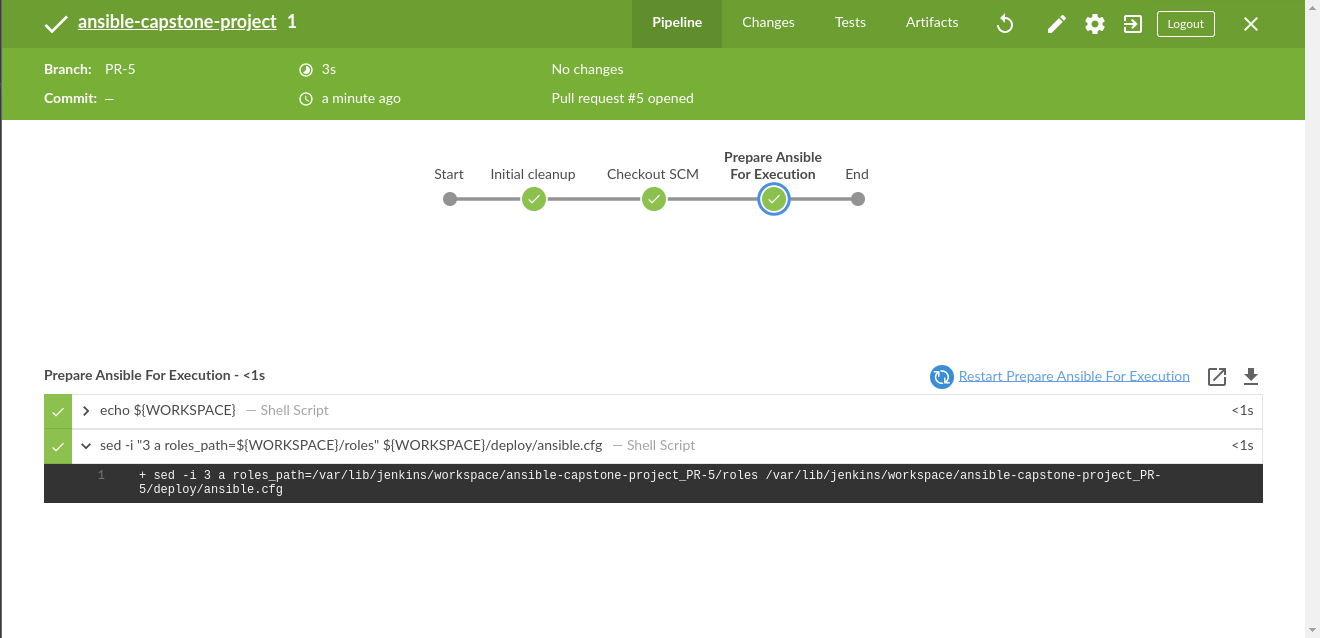 ansible-capstone-project 1
Pipeline Changes Tests Artifacts Logout
Branch: PR-5 3s No changes
Commit: — a minute ago Pull request #5 opened
Start Initial cleanup Checkout SCM Prepare Ansible
For Execution End
Prepare Ansible For Execution - <1s Restart Prepare Ansible For Execution
echo ${WORKSPACE} — Shell Script <1s
sed -i "3 a roles_path=${WORKSPACE}/roles" ${WORKSPACE}/deploy/ansible.cfg — Shell Script <1s
1 + sed -i 3 a roles_path=/var/lib/jenkins/workspace/ansible-capstone-project_PR-5/roles /var/lib/jenkins/workspace/ansible-capstone-project_PR-
5/deploy/ansible.cfg